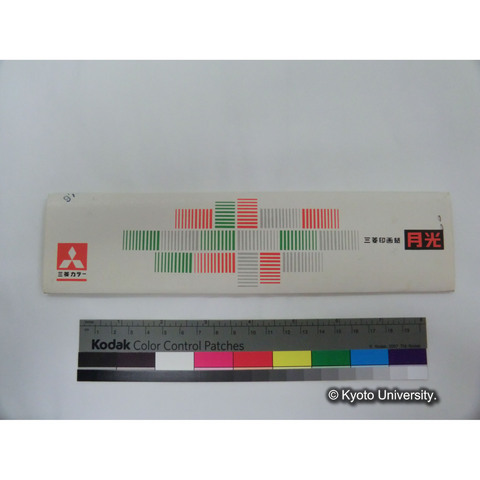 三菱カラー
三菱印画紙
月光
Kodak Color Control Patches
© Kyoto University.